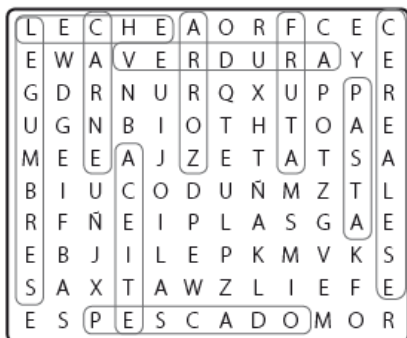 L E C H E A O R F C E C
E W A V E R D U R A Y E
G D R N U R Q X U P P R
U G N B I O T H T O A E
M E E A J Z E T A T S A
B I U C O D U Ñ M Z T L
R F Ñ E I P L A S G A E
E B J I L E P K M V K S
S A X T A W Z L I E F E
E S P E S C A D O M O R